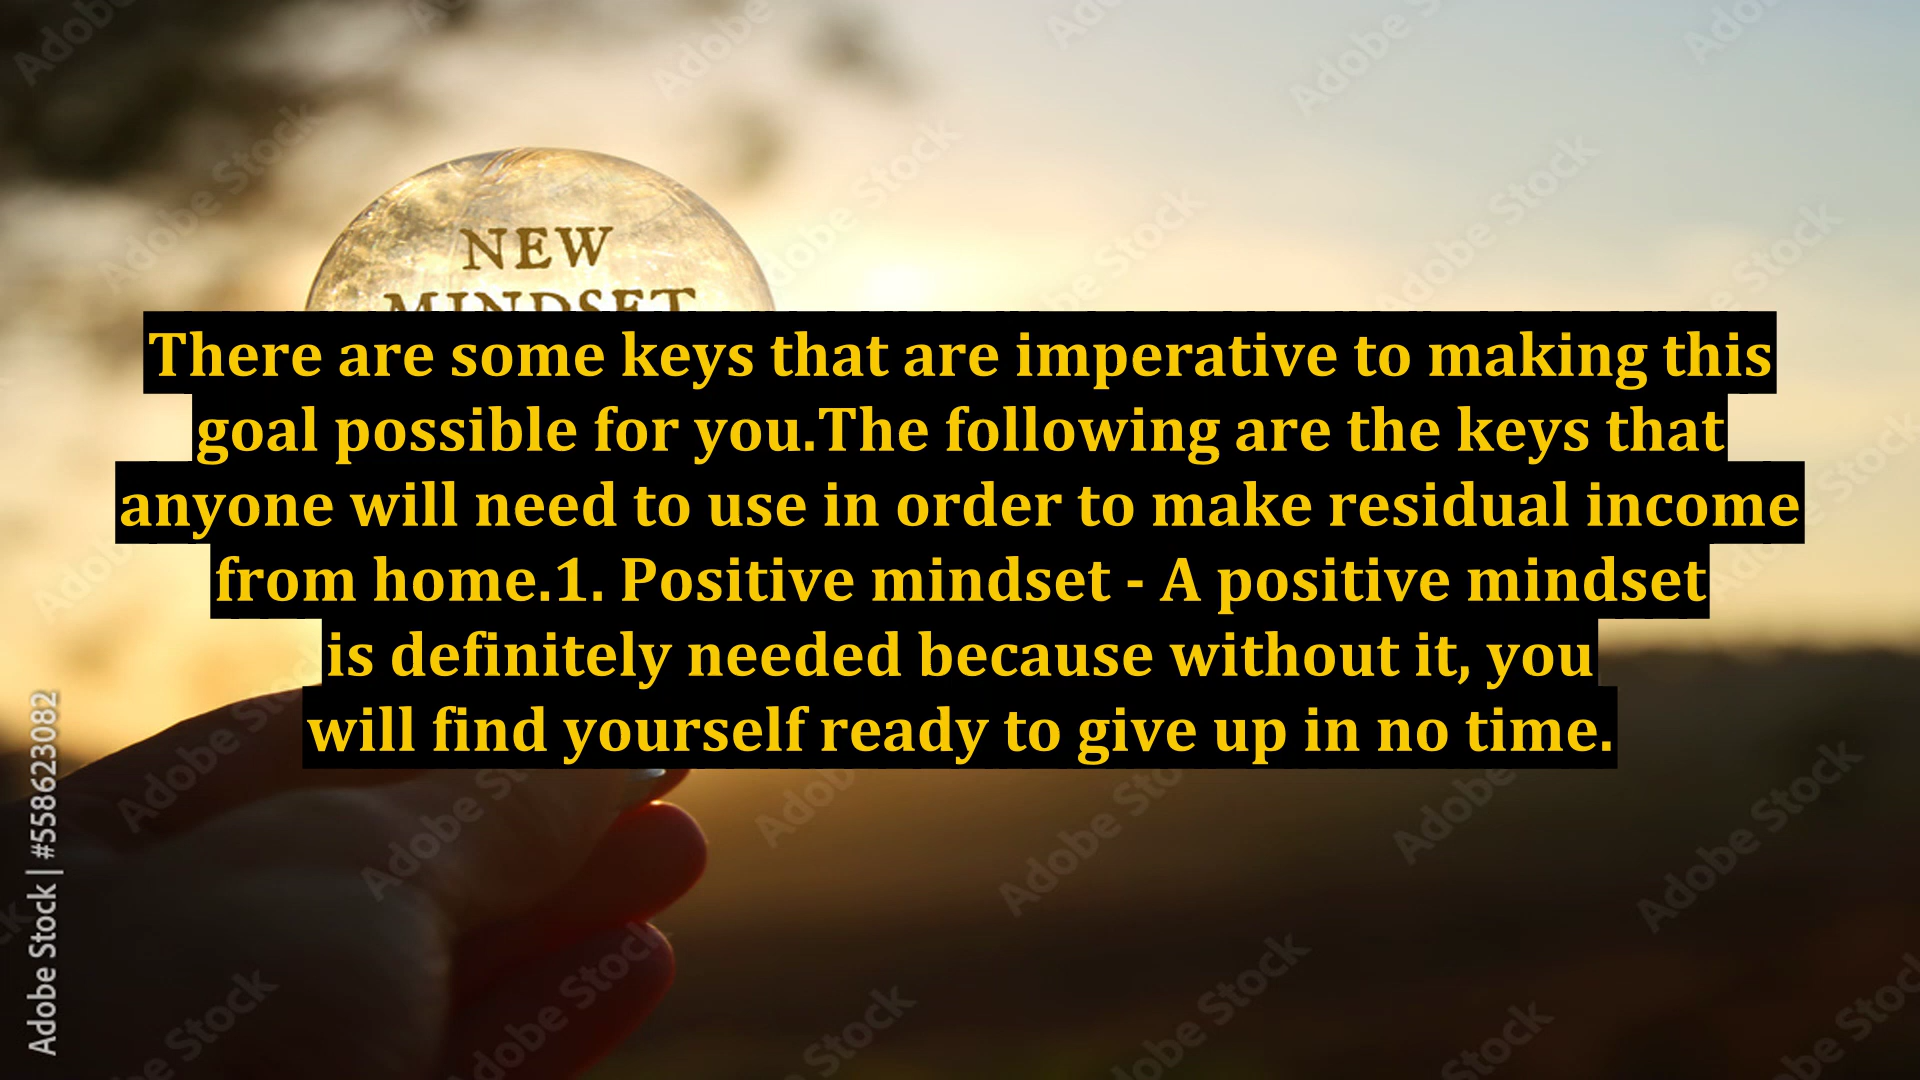 NEW
MINDSET
There are some keys that are imperative to making this
goal possible for you.The following are the keys that
anyone will need to use in order to make residual income
from home.1. Positive mindset - A positive mindset
is definitely needed because without it, you
will find yourself ready to give up in no time.
Adobe Stock | #558623082
Adobe Stock